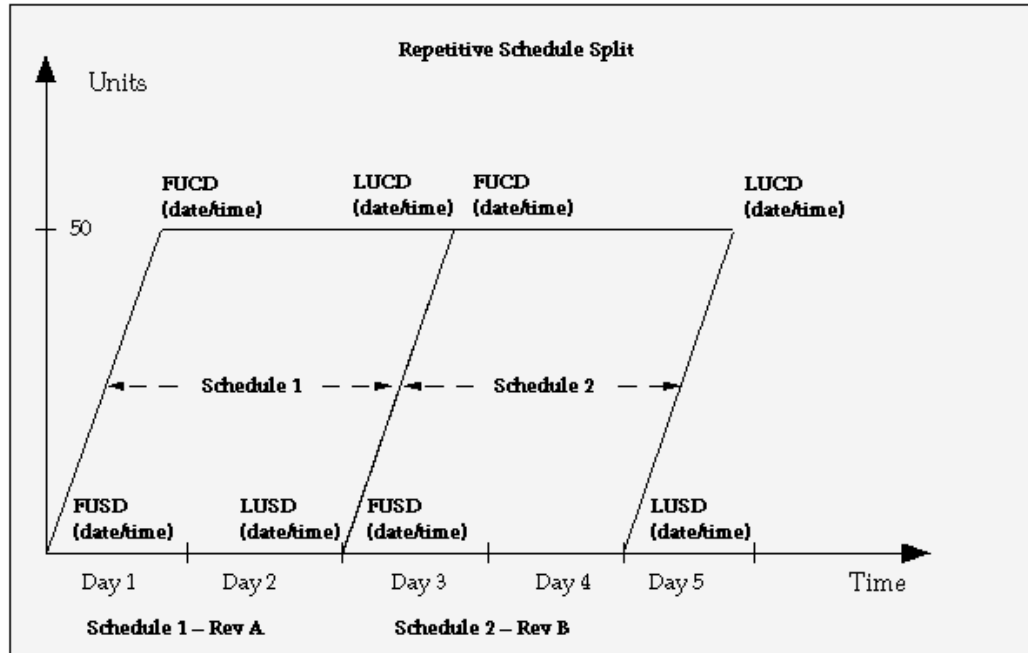 Repetitive Schedule Split
Units
FUCD
(date/time)
LUCD
(date/time)
FUCD
(date/time)
LUCD
(date/time)
50
Schedule 1
Schedule 2
FUSD
(date/time)
LUSD
(date/time)
FUSD
(date/time)
LUSD
(date/time)
Day 1
Day 2
Day 3
Day 4
Day 5
Time
Schedule 1 – Rev A
Schedule 2 – Rev B